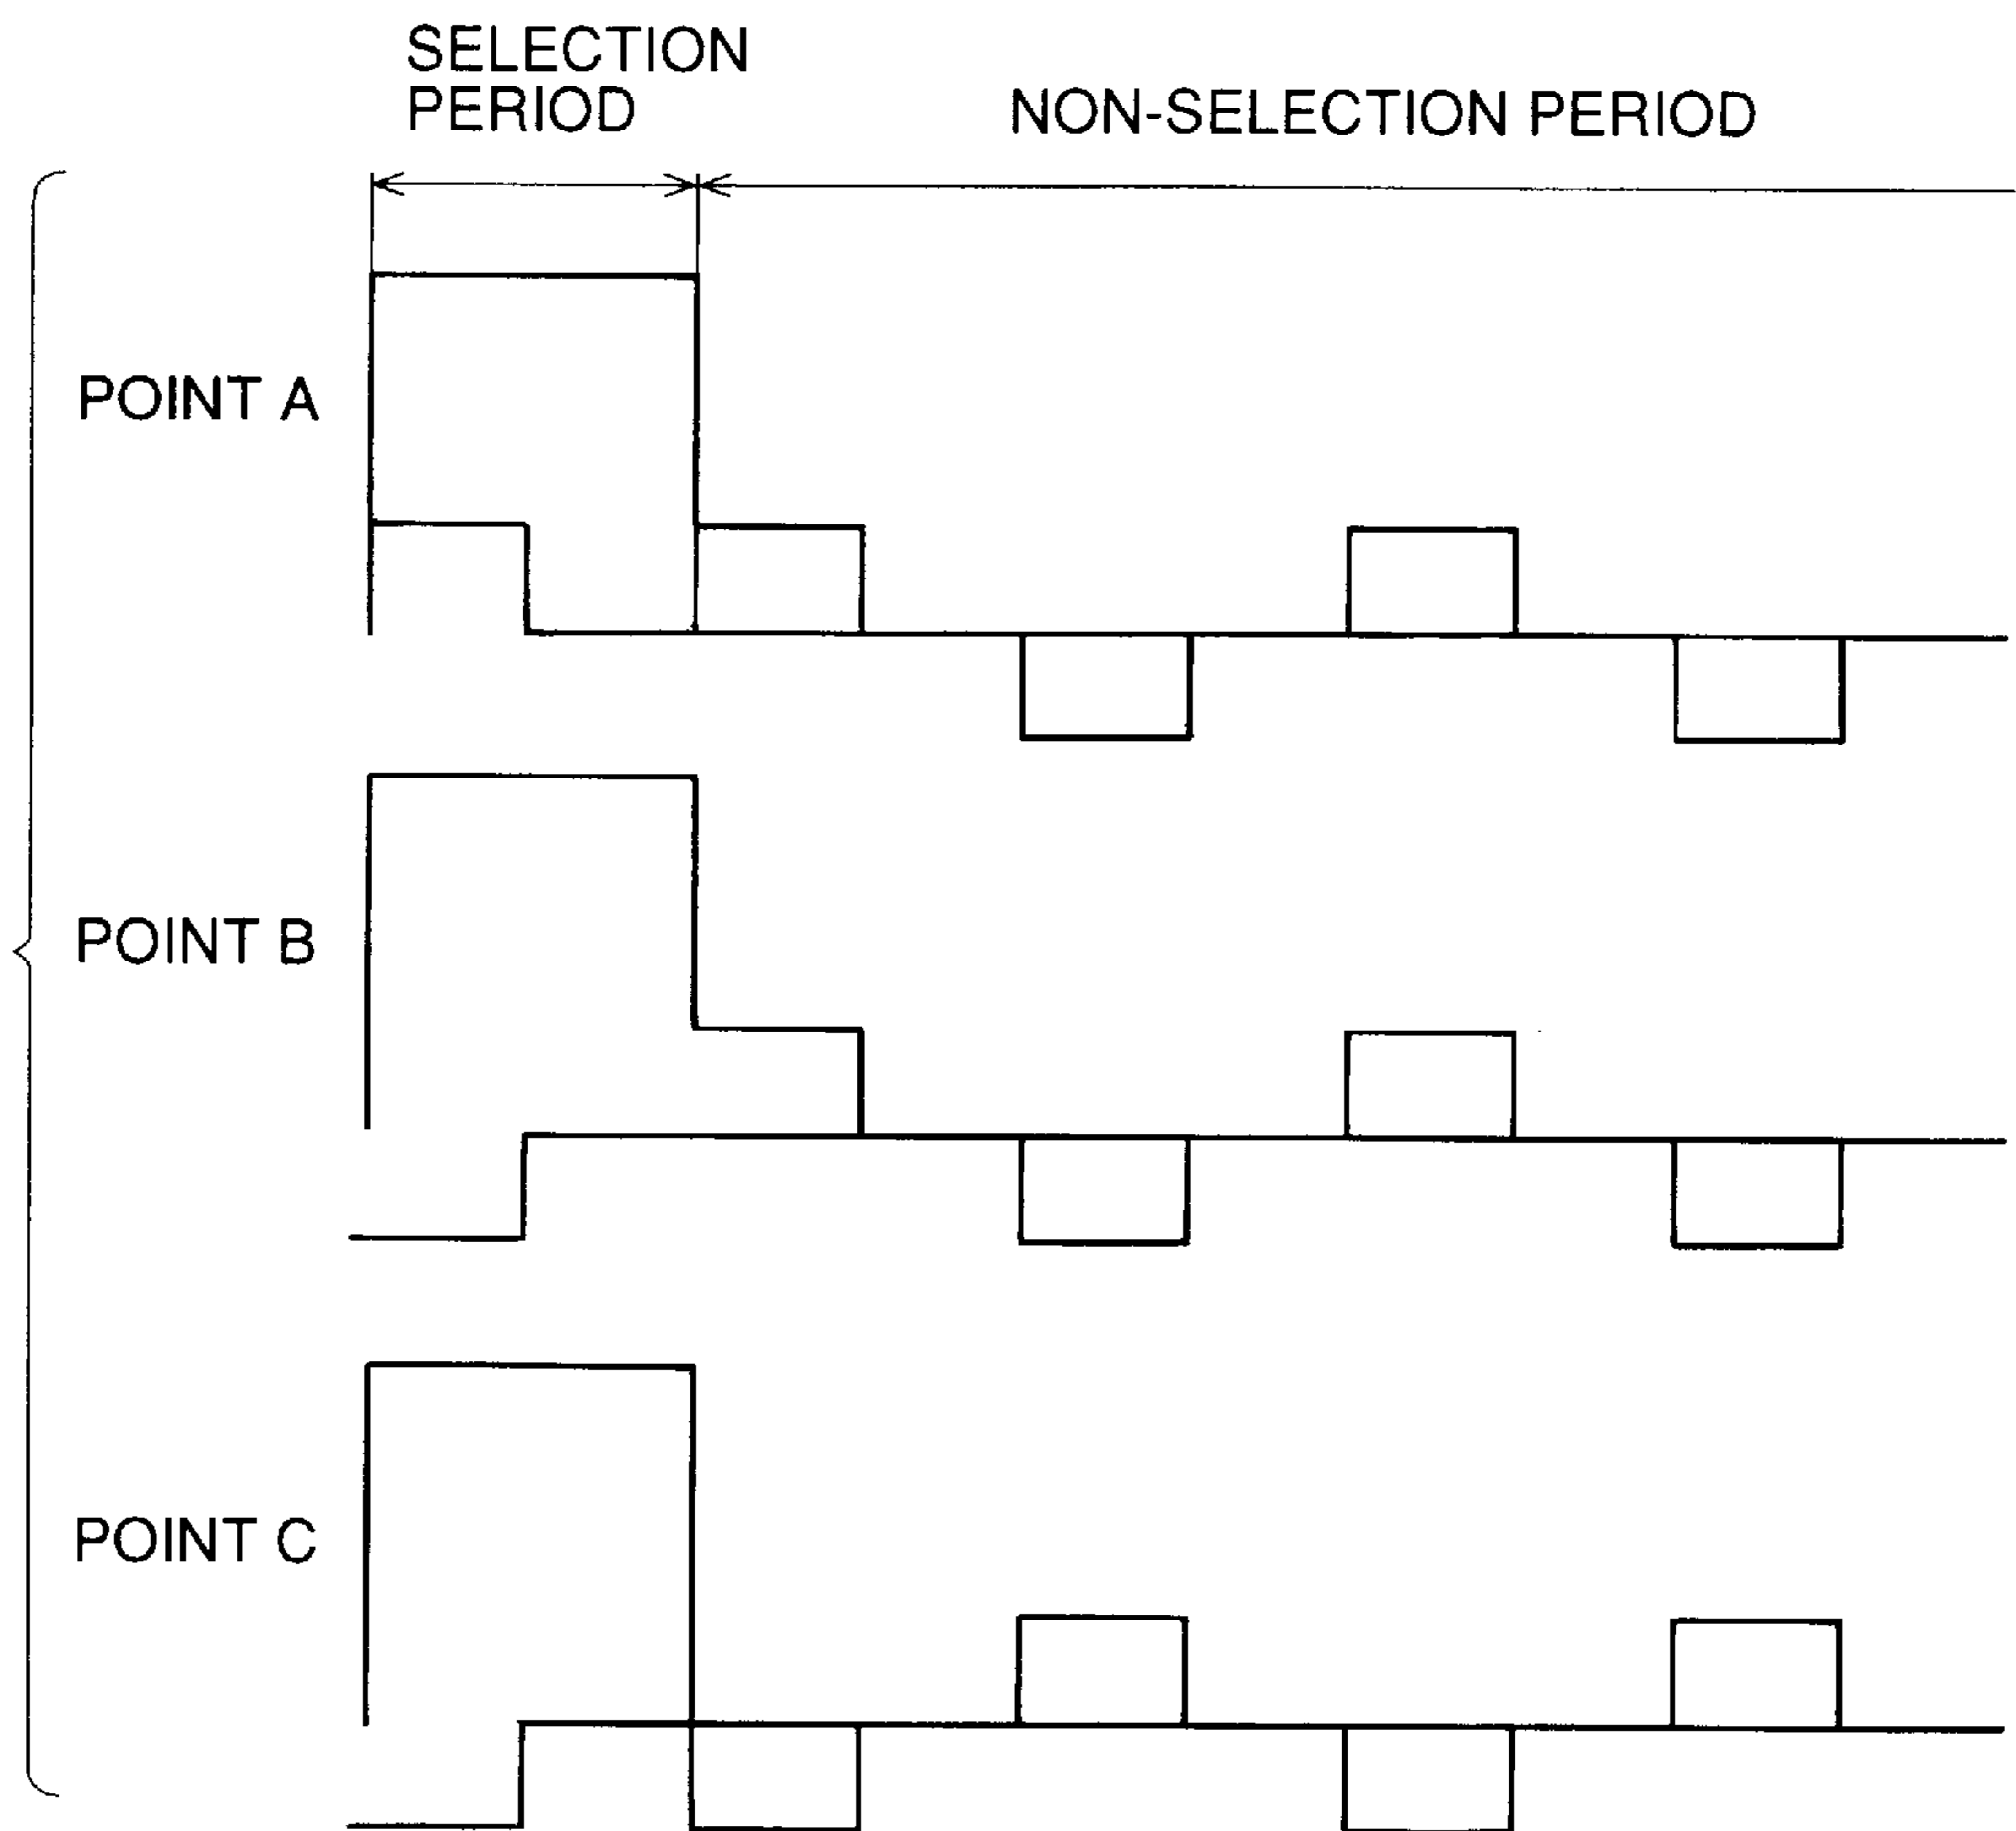 SELECTION
PERIOD
NON-SELECTION PERIOD
POINT A
POINT B
POINT C